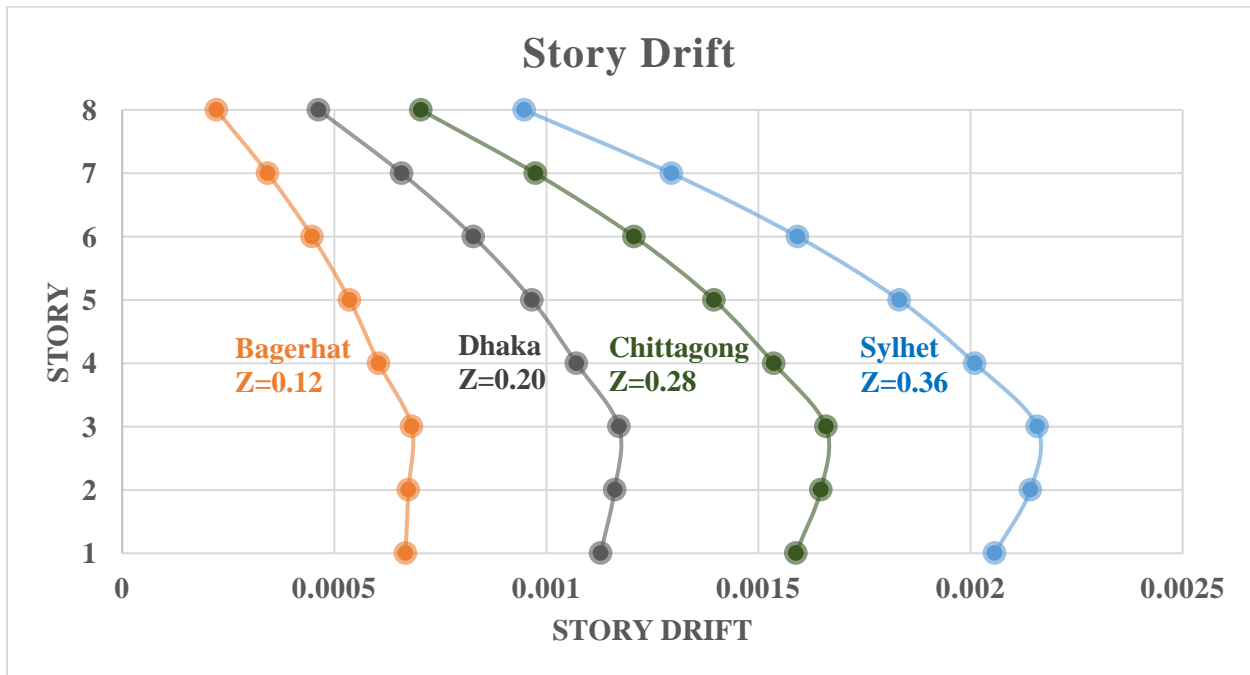 Story Drift
8
7
6
5
4
3
2
1
STORY
Bagerhat
Z=0.12
Dhaka
Z=0.20
Chittagong
Z=0.28
Sylhet
Z=0.36
0 0.0005 0.001 0.0015 0.002 0.0025
STORY DRIFT